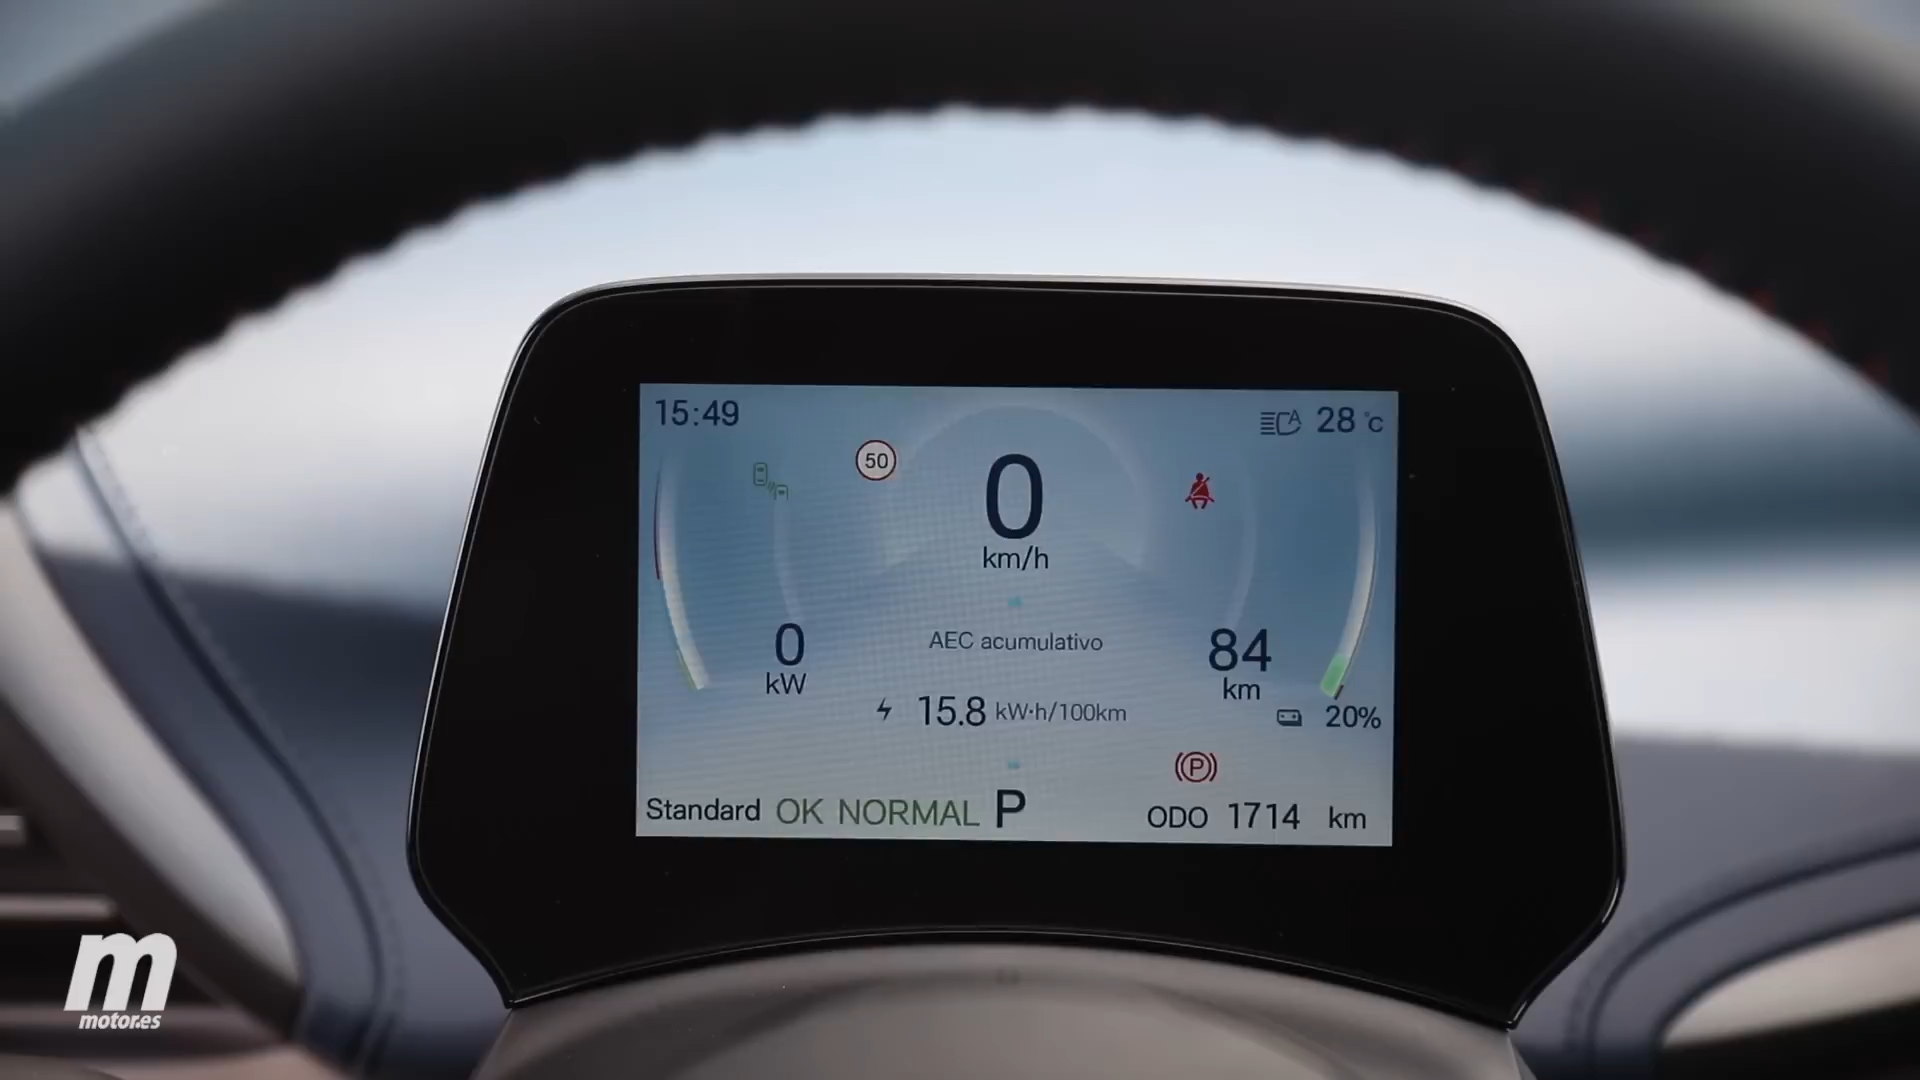 15:49
A 28 °C
50
0
km/h
0
kW
AEC acumulativo
84
km
15.8 kW·h/100km
20%
P
Standard OK NORMAL P
ODO 1714 km
m
motor.es